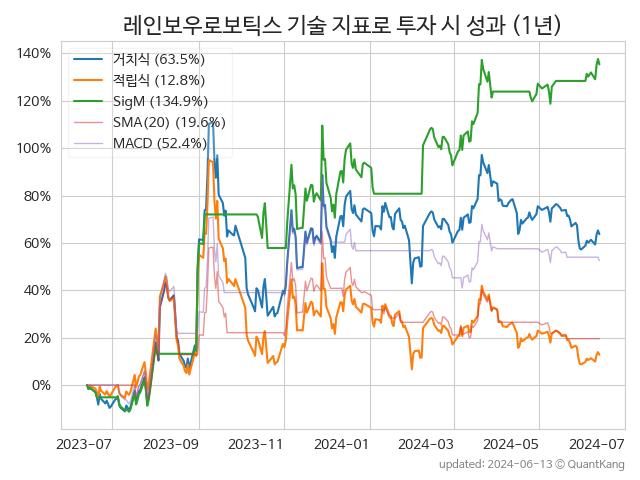 레인보우로보틱스 기술 지표로 투자 시 성과 (1년)
거치식 (63.5%)
적립식 (12.8%)
SigM (134.9%)
SMA(20) (19.6%)
MACD (52.4%)
140%
120%
100%
80%
60%
40%
20%
0%
2023-07 2023-09 2023-11 2024-01 2024-03 2024-05 2024-07
updated: 2024-06-13 © QuantKang